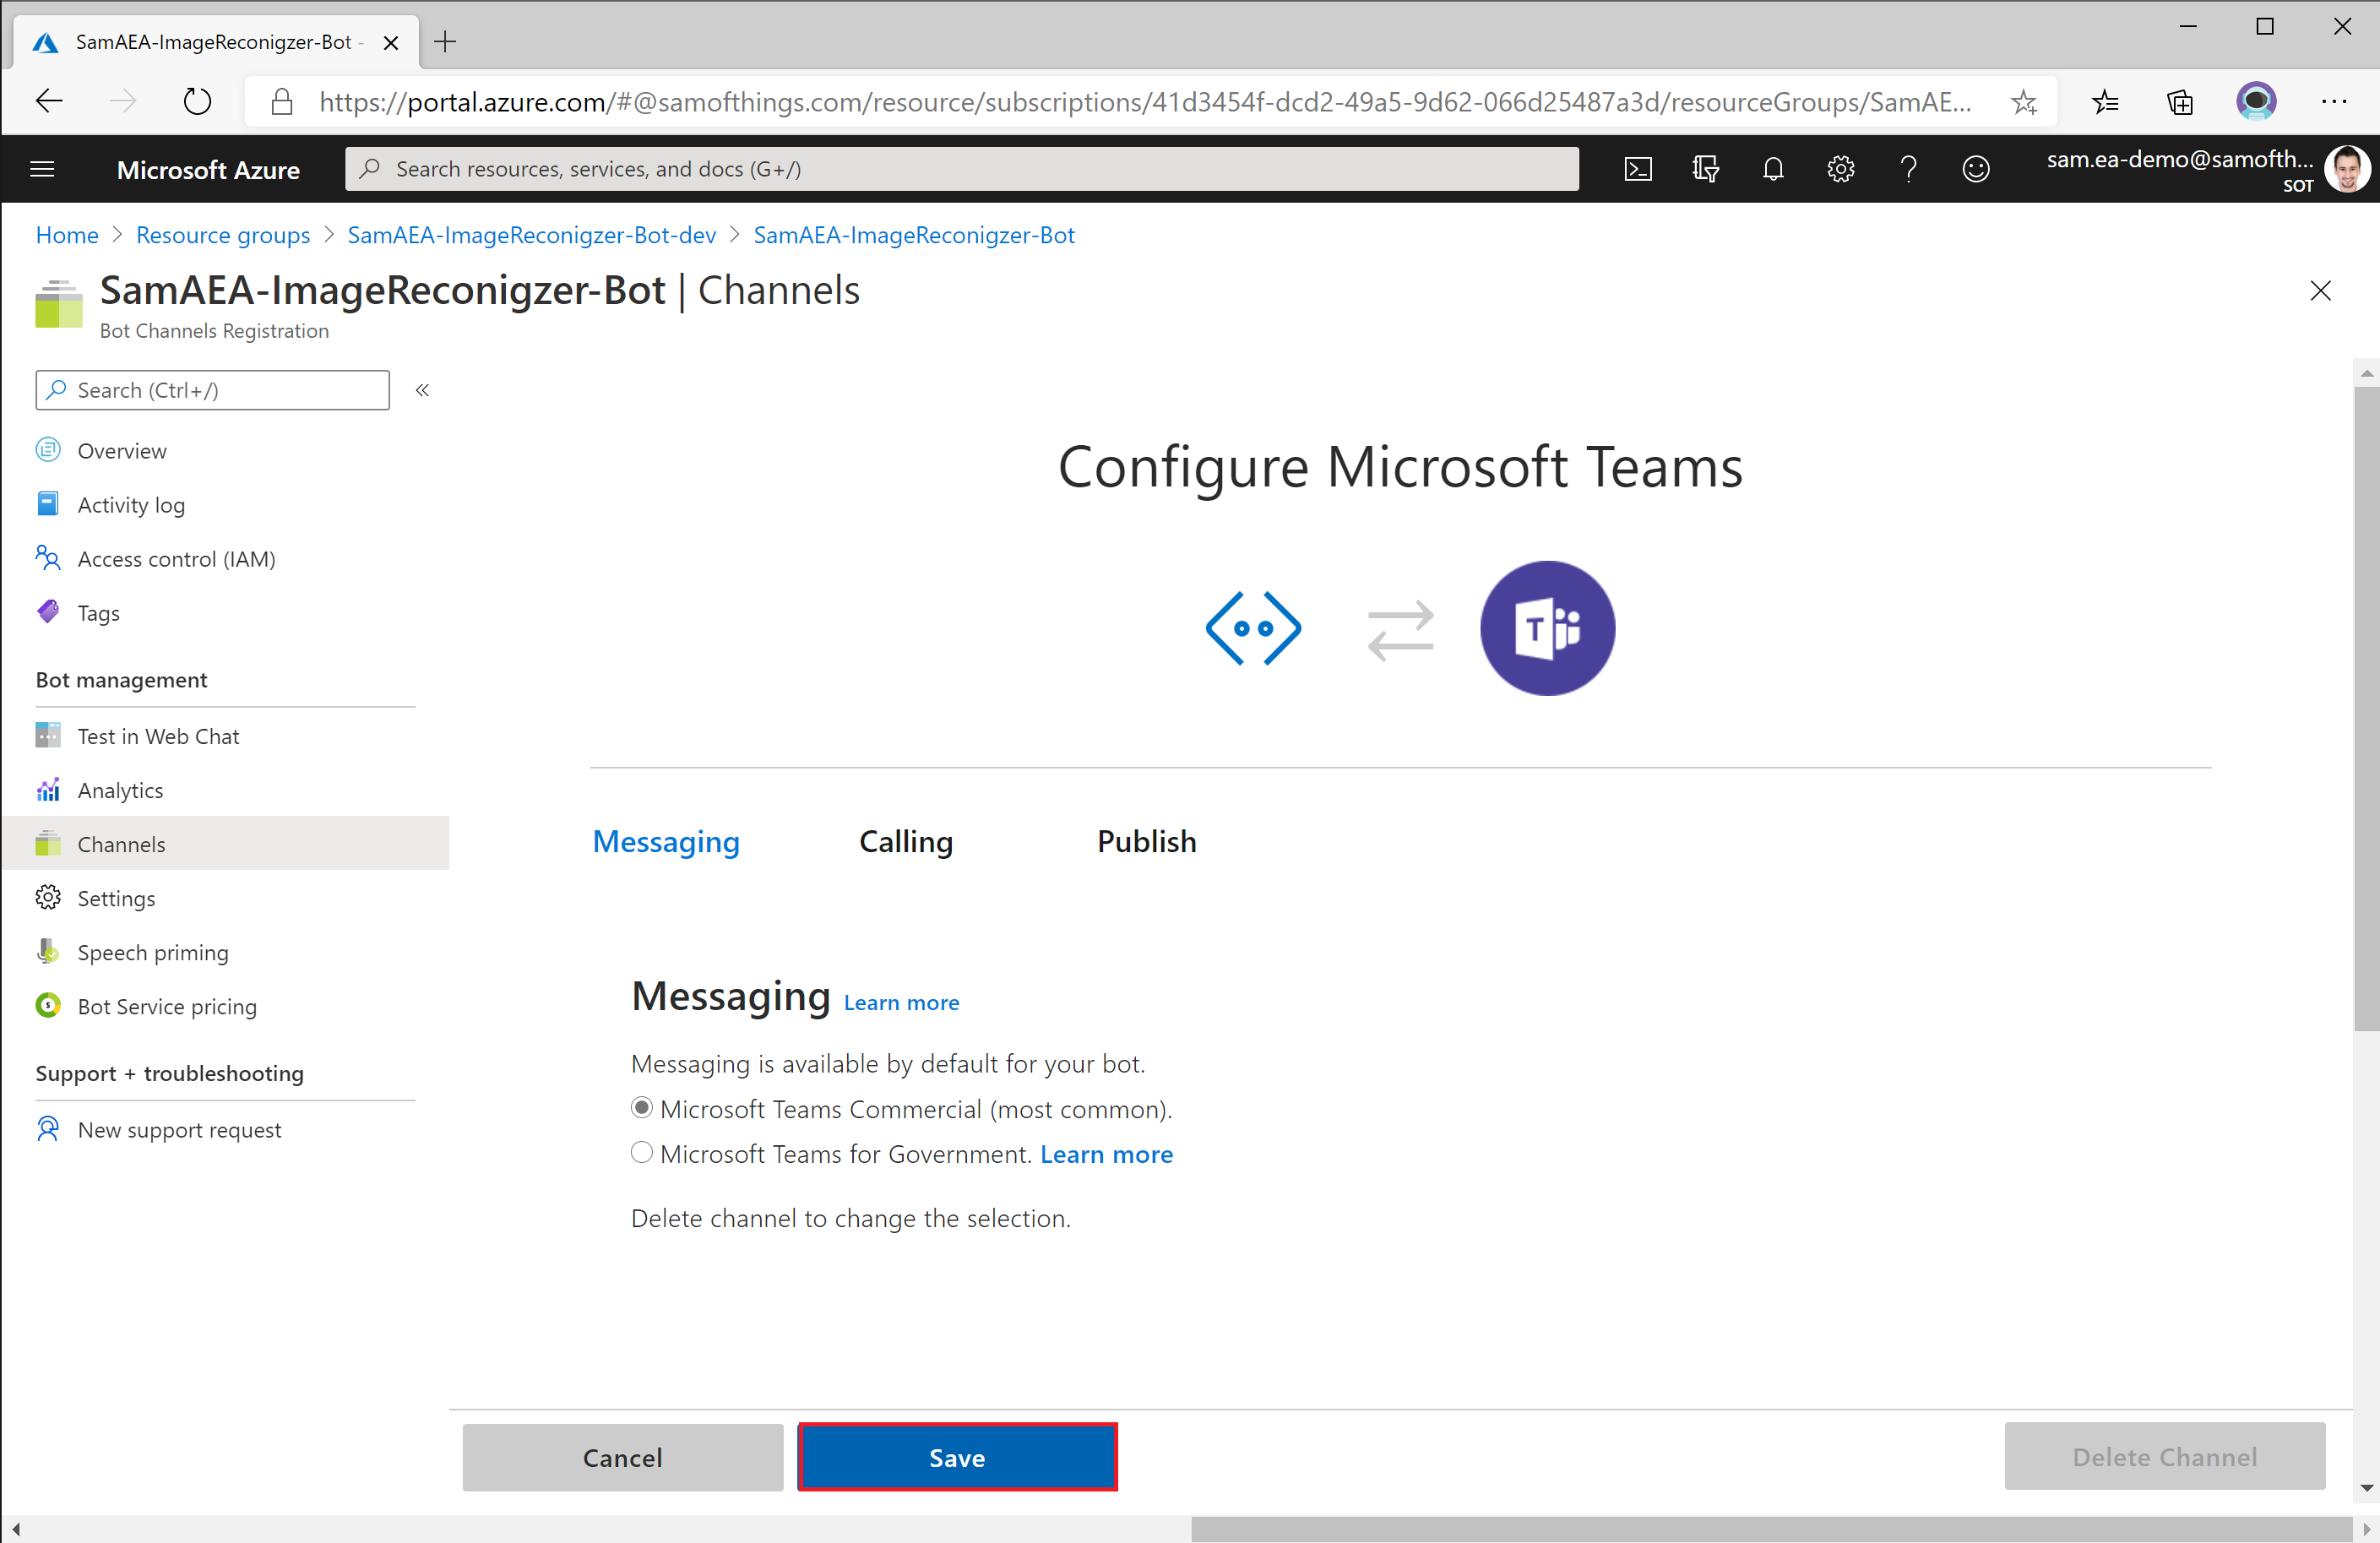 SamAEA-ImageReconigzer-Bot -
https://portal.azure.com/#@samofthings.com/resource/subscriptions/41d3454f-dcd2-49a5-9d62-066d25487a3d/resourceGroups/SamAE...
Microsoft Azure
Search resources, services, and docs (G+/)
sam.ea-demo@samofth...
SOT
Home > Resource groups > SamAEA-ImageReconigzer-Bot-dev > SamAEA-ImageReconigzer-Bot
SamAEA-ImageReconigzer-Bot | Channels
Bot Channels Registration
Search (Ctrl+/)
«
Overview
Activity log
Access control (IAM)
Tags
Bot management
Test in Web Chat
Analytics
Channels
Settings
Speech priming
Bot Service pricing
Support + troubleshooting
New support request
Configure Microsoft Teams
T
Messaging Calling Publish
Messaging Learn more
Messaging is available by default for your bot.
Microsoft Teams Commercial (most common).
Microsoft Teams for Government. Learn more
Delete channel to change the selection.
Cancel
Save
Delete Channel